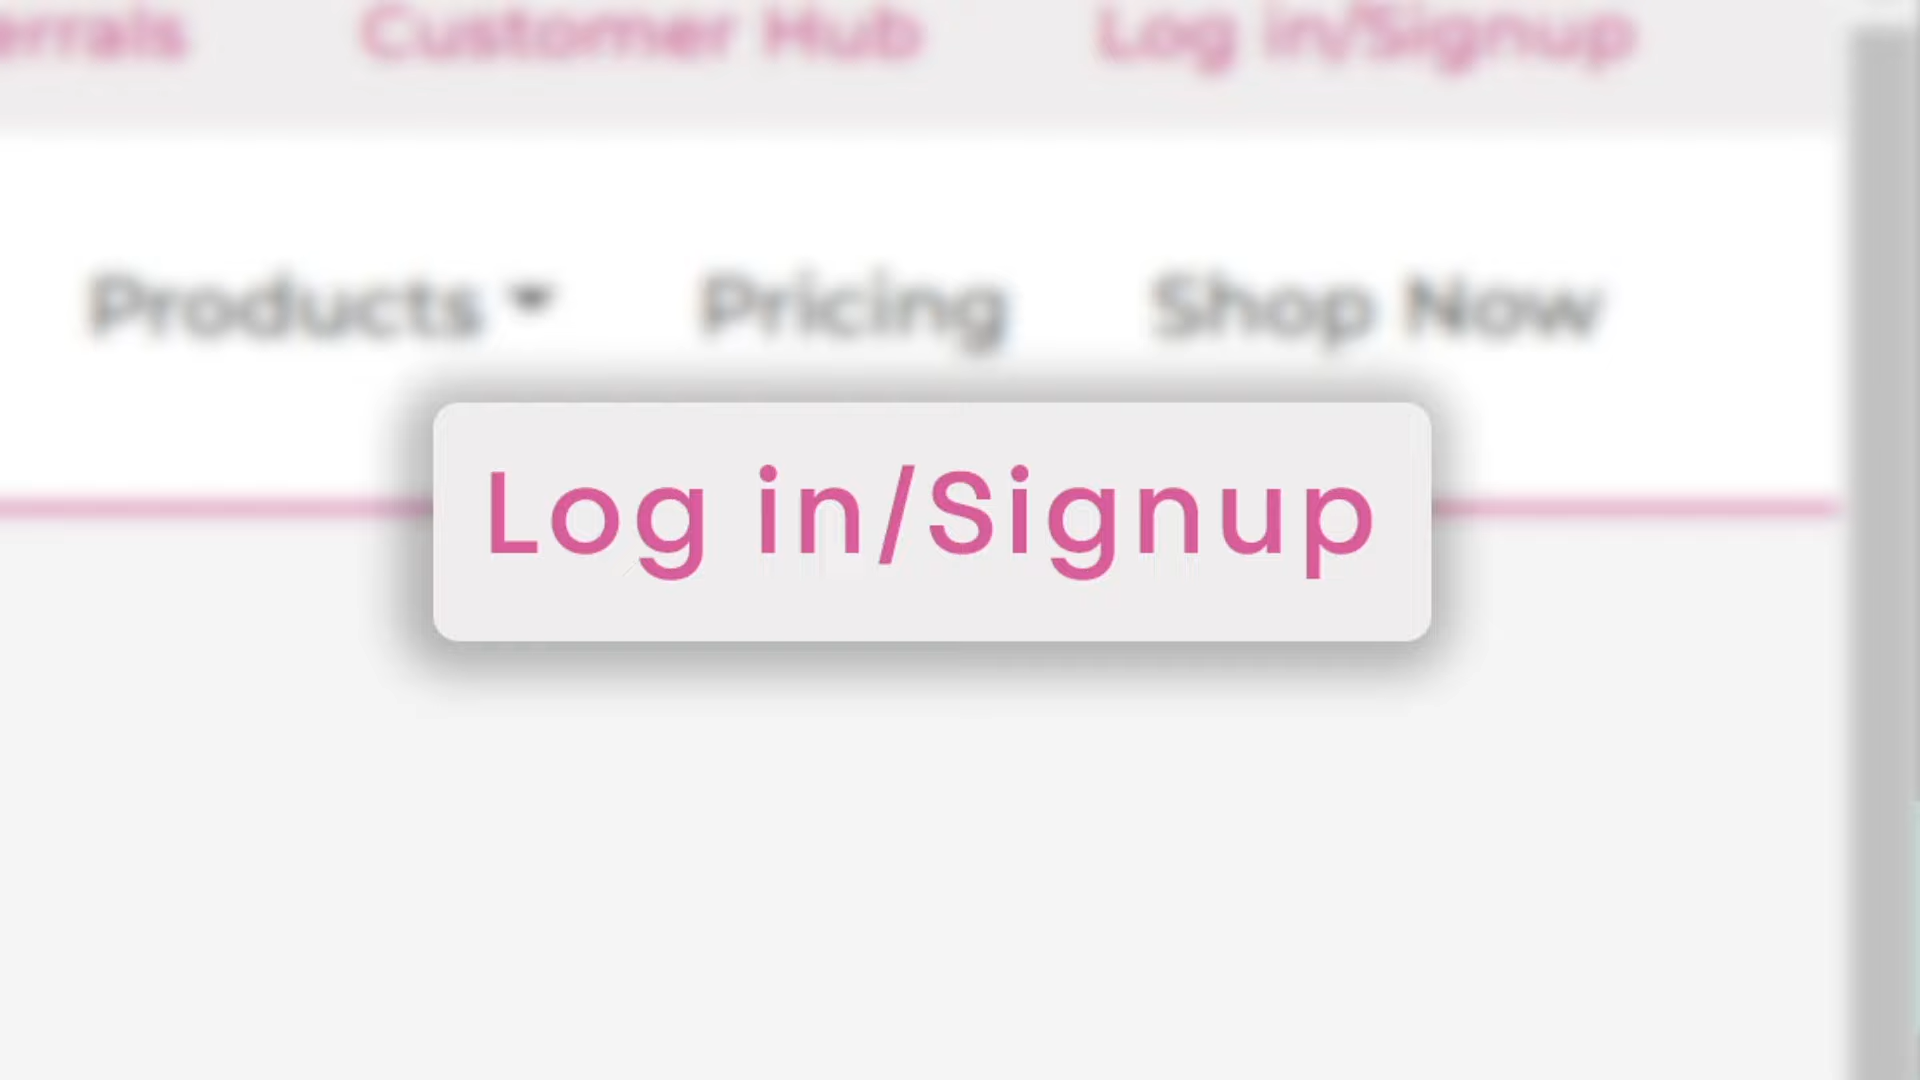 Customer Hub Log in/Signup
Products Pricing Shop Now
Log in/Signup